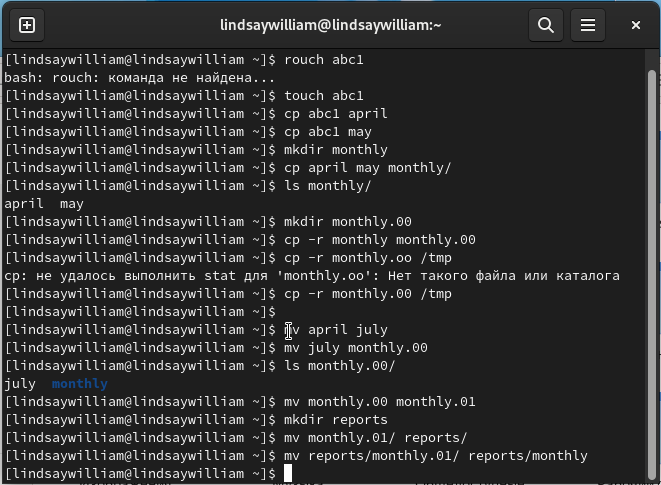 lindsaywilliam@lindsaywilliam:~
[lindsaywilliam@lindsaywilliam ~]$ rouch abc1
bash: rouch: команда не найдена...
[lindsaywilliam@lindsaywilliam ~]$ touch abc1
[lindsaywilliam@lindsaywilliam ~]$ cp abc1 april
[lindsaywilliam@lindsaywilliam ~]$ cp abc1 may
[lindsaywilliam@lindsaywilliam ~]$ mkdir monthly
[lindsaywilliam@lindsaywilliam ~]$ cp april may monthly/
[lindsaywilliam@lindsaywilliam ~]$ ls monthly/
april  may
[lindsaywilliam@lindsaywilliam ~]$ mkdir monthly.00
[lindsaywilliam@lindsaywilliam ~]$ cp -r monthly monthly.00
[lindsaywilliam@lindsaywilliam ~]$ cp -r monthly.oo /tmp
cp: не удалось выполнить stat для 'monthly.oo': Нет такого файла или каталога
[lindsaywilliam@lindsaywilliam ~]$ cp -r monthly.00 /tmp
[lindsaywilliam@lindsaywilliam ~]$
[lindsaywilliam@lindsaywilliam ~]$ mv april july
[lindsaywilliam@lindsaywilliam ~]$ mv july monthly.00
[lindsaywilliam@lindsaywilliam ~]$ ls monthly.00/
july  monthly
[lindsaywilliam@lindsaywilliam ~]$ mv monthly.00 monthly.01
[lindsaywilliam@lindsaywilliam ~]$ mkdir reports
[lindsaywilliam@lindsaywilliam ~]$ mv monthly.01/ reports/
[lindsaywilliam@lindsaywilliam ~]$ mv reports/monthly.01/ reports/monthly
[lindsaywilliam@lindsaywilliam ~]$